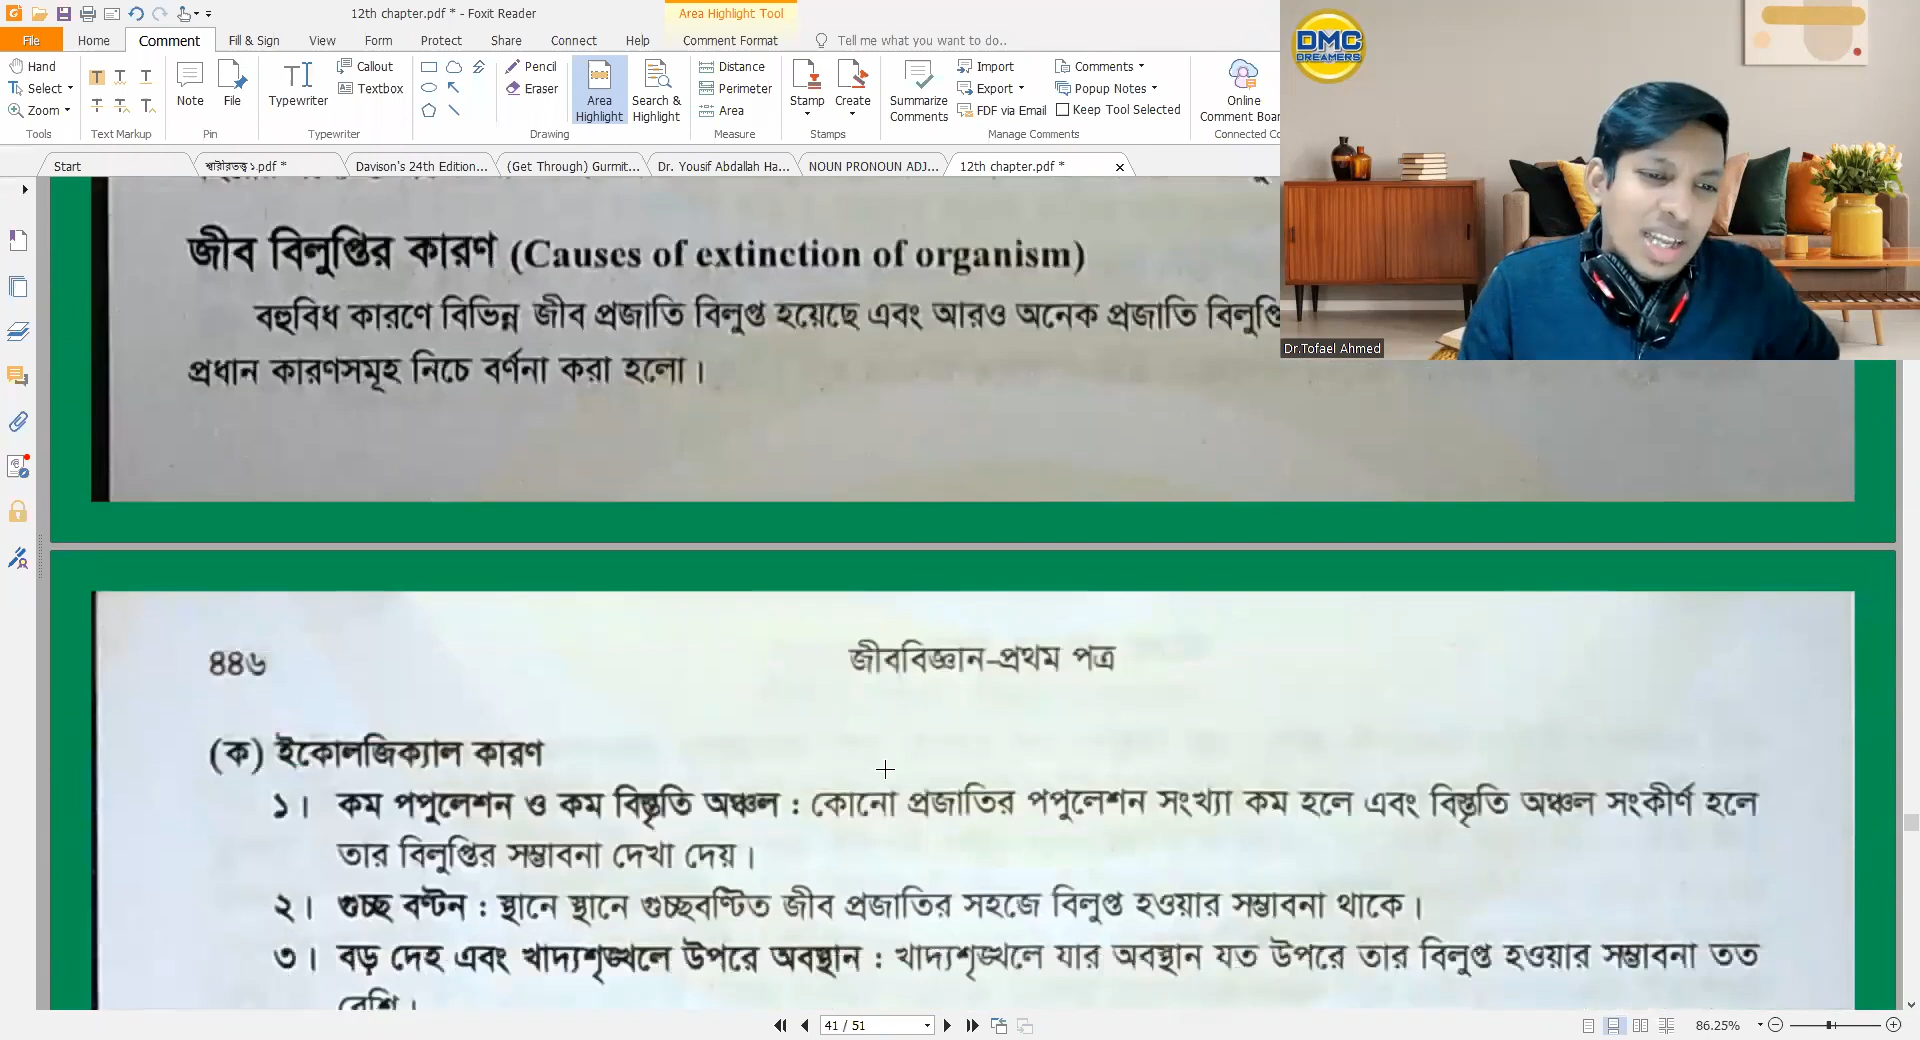 12th chapter.pdf * - Foxit Reader
Area Highlight Tool
File
Home
Comment
Fill & Sign
View
Form
Protect
Share
Connect
Help
Comment Format
Tell me what you want to do..
Hand
Select
Zoom
Tools
Text Markup
Note
File
Pin
Typewriter
Callout
Textbox
Typewriter
Pencil
Eraser
Area Highlight
Search & Highlight
Drawing
Distance
Perimeter
Area
Measure
Stamp
Create
Stamps
Summarize Comments
Import
Export
FDF via Email
Comments
Popup Notes
Keep Tool Selected
Manage Comments
Online
Comment Boar
Connected Co
DMC
DREAMERS
Start
শারীরতত্ত্ব ১.pdf *
Davison's 24th Edition...
(Get Through) Gurmit...
Dr. Yousif Abdallah Ha...
NOUN PRONOUN ADJ...
12th chapter.pdf *
Dr.Tofael Ahmed
জীব বিলুপ্তির কারণ (Causes of extinction of organism)
বহুবিধ কারণে বিভিন্ন জীব প্রজাতি বিলুপ্ত হয়েছে এবং আরও অনেক প্রজাতি বিলুপ্তি
প্রধান কারণসমূহ নিচে বর্ণনা করা হলো।
৪৪৬
জীববিজ্ঞান-প্রথম পত্র
(ক) ইকোলজিক্যাল কারণ
১। কম পপুলেশন ও কম বিস্তৃতি অঞ্চল : কোনো প্রজাতির পপুলেশন সংখ্যা কম হলে এবং বিস্তৃতি অঞ্চল সংকীর্ণ হলে
তার বিলুপ্তির সম্ভাবনা দেখা দেয়।
২। গুচ্ছ বণ্টন : স্থানে স্থানে গুচ্ছবণ্টিত জীব প্রজাতির সহজে বিলুপ্ত হওয়ার সম্ভাবনা থাকে।
৩। বড় দেহ এবং খাদ্যশৃঙ্খলে উপরে অবস্থান : খাদ্যশৃঙ্খলে যার অবস্থান যত উপরে তার বিলুপ্ত হওয়ার সম্ভাবনা তত
বেশি।
41 / 51
86.25%